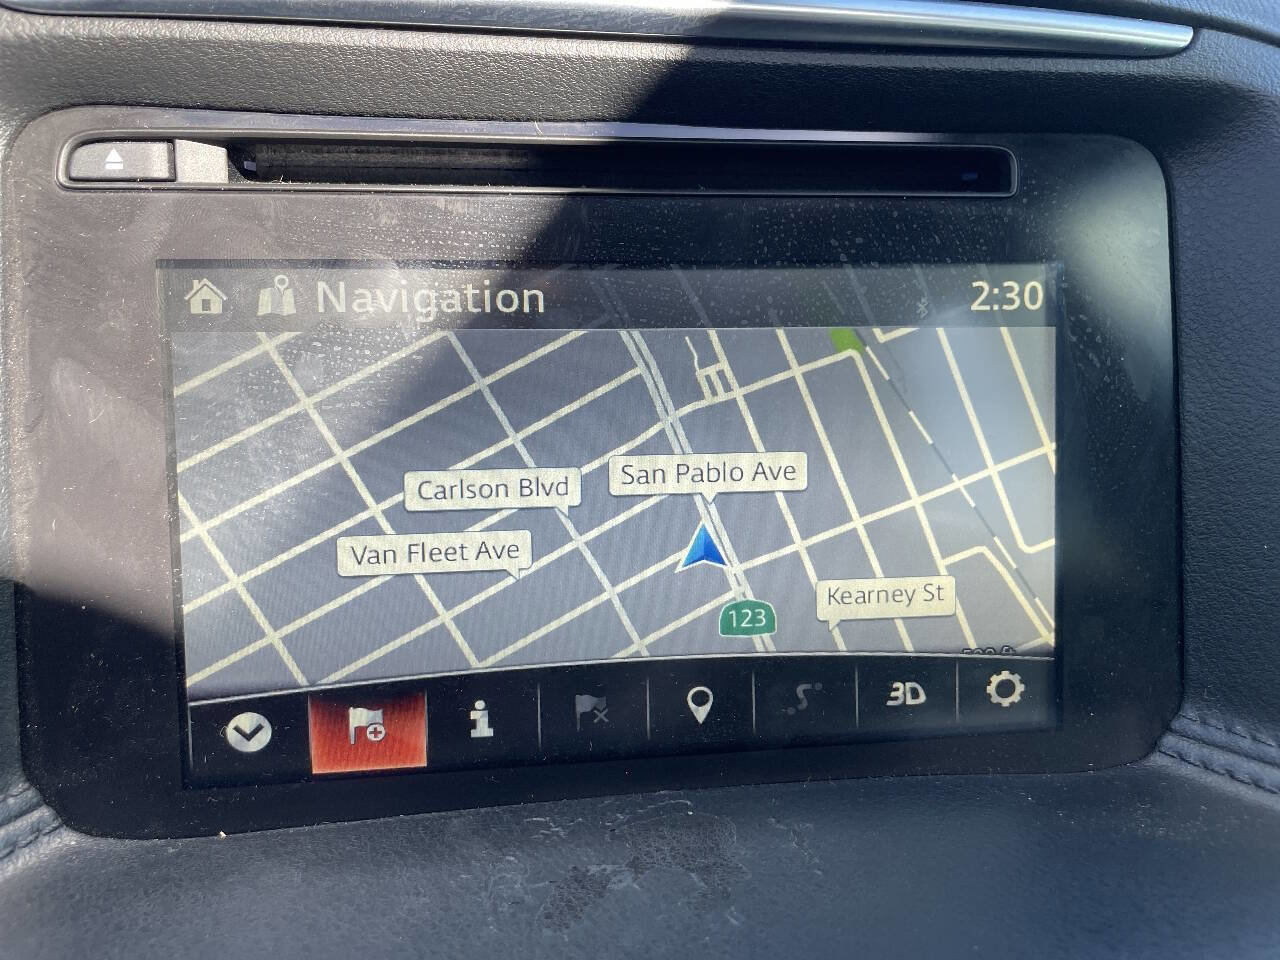 Navigation
2:30
San Pablo Ave
Carlson Blvd
Van Fleet Ave
Kearney St
123
3D